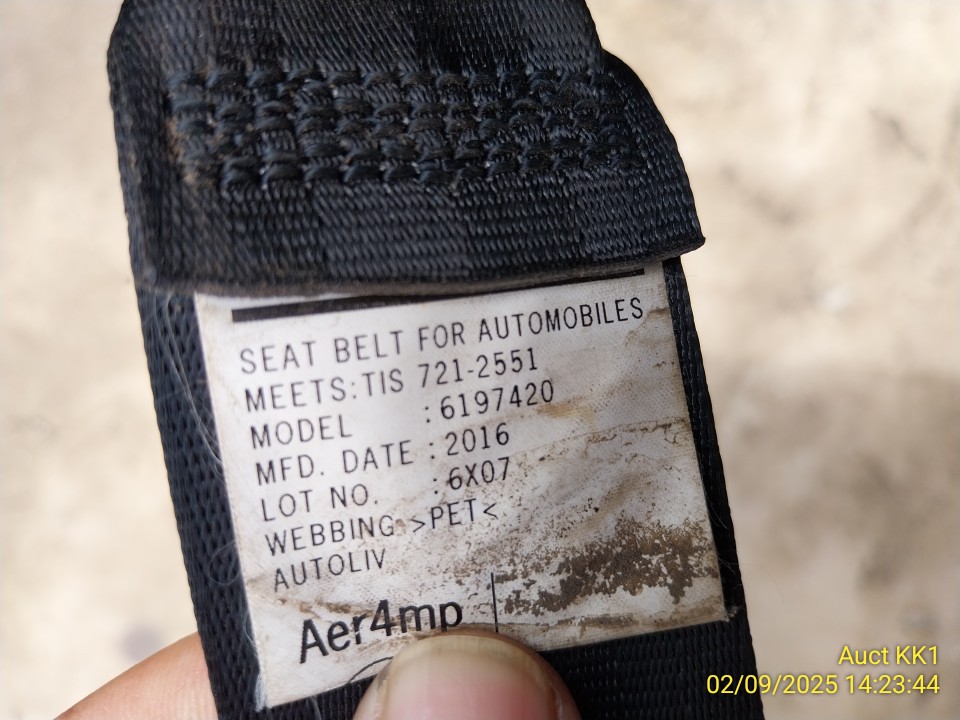 SEAT BELT FOR AUTOMOBILES
MEETS:TIS 721-2551
MODEL : 6197420
MFD. DATE : 2016
LOT NO. : 6X07
WEBBING >PET<
AUTOLIV
Aer4mp
Auct KK1
02/09/2025 14:23:44